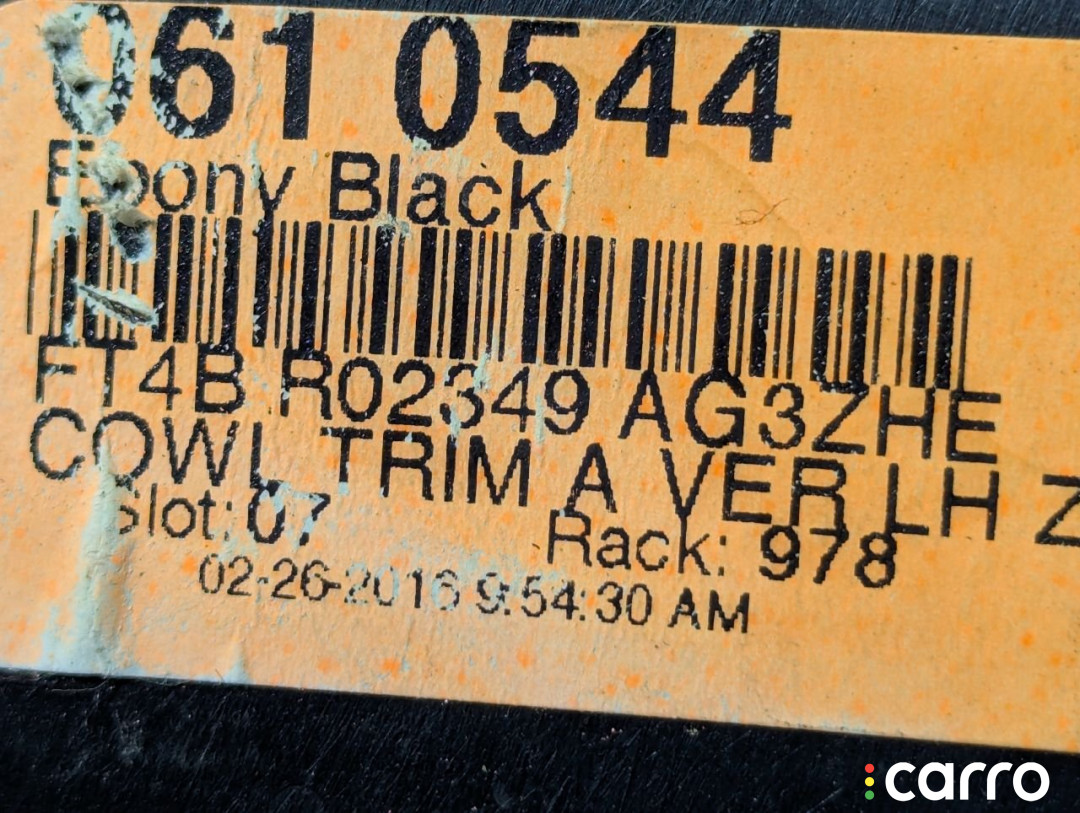 061 0544
Ebony Black
FT4B R02349 AG3ZHE
COWL TRIM A VER LH Z
Slot: 07 Rack: 978
02-26-2016 9:54:30 AM
carro